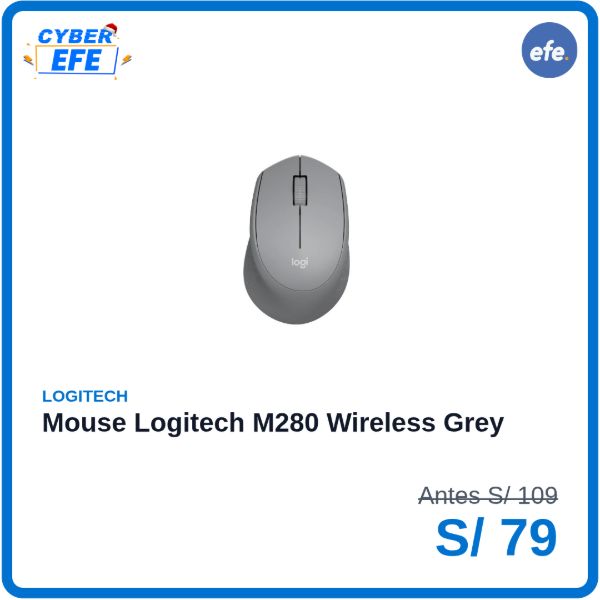 CYBER
EFE
efe.
logi
LOGITECH
Mouse Logitech M280 Wireless Grey
Antes S/ 109
S/ 79